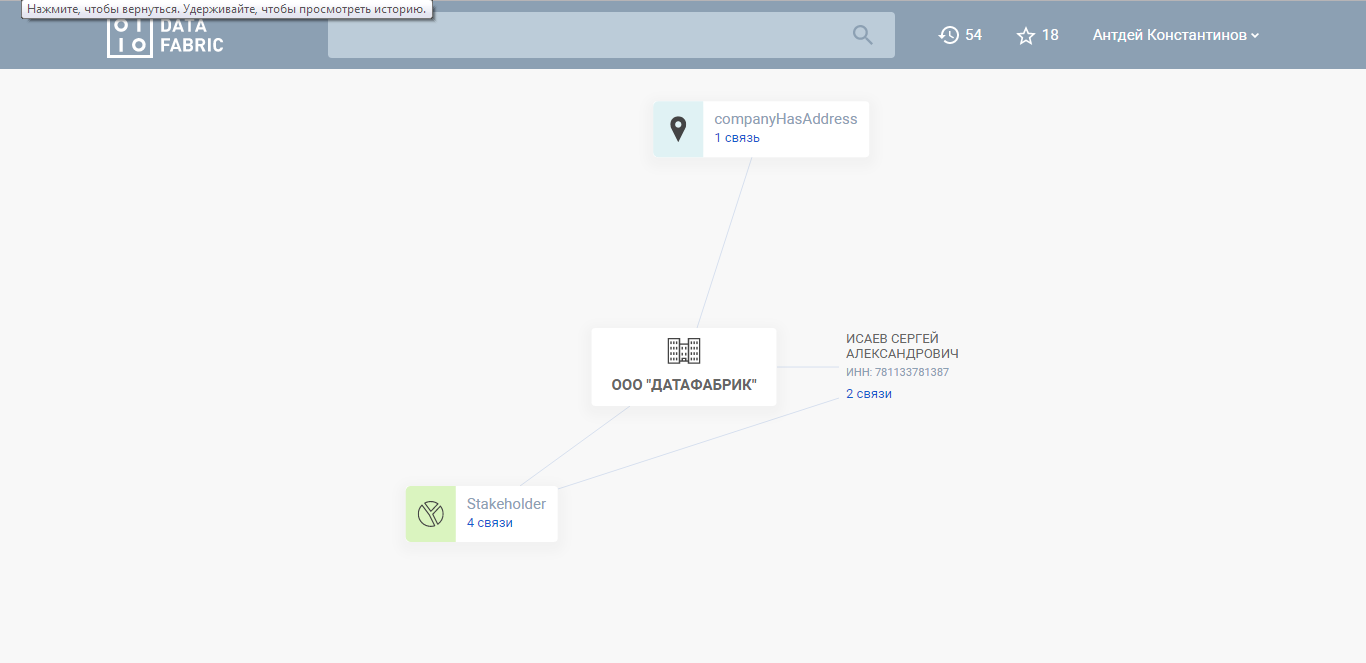 Нажмите, чтобы вернуться. Удерживайте, чтобы просмотреть историю.
DATA
FABRIC
54
18
Антдей Константинов
companyHasAddress
1 связь
ООО "ДАТАФАБРИК"
ИСАЕВ СЕРГЕЙ
АЛЕКСАНДРОВИЧ
ИНН: 781133781387
2 связи
Stakeholder
4 связи